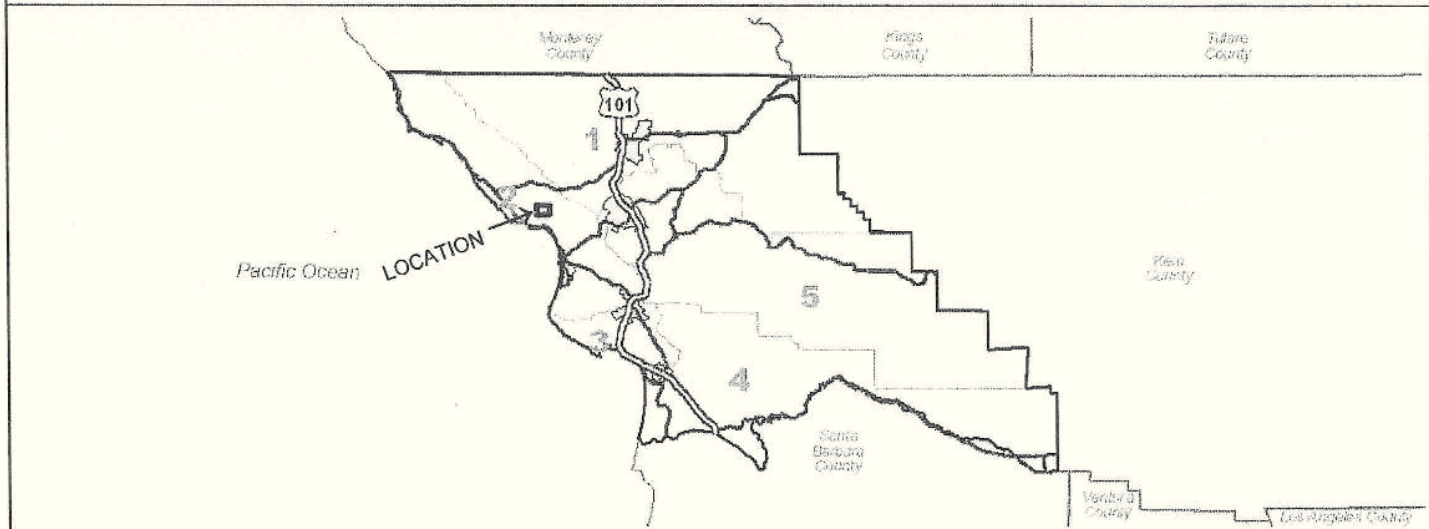 Monterey
County
Kings
County
Tulare
County
101
1
2
LOCATION
Pacific Ocean
Kern
County
5
3
4
Santa
Barbara
County
Ventura
County
Los Angeles County